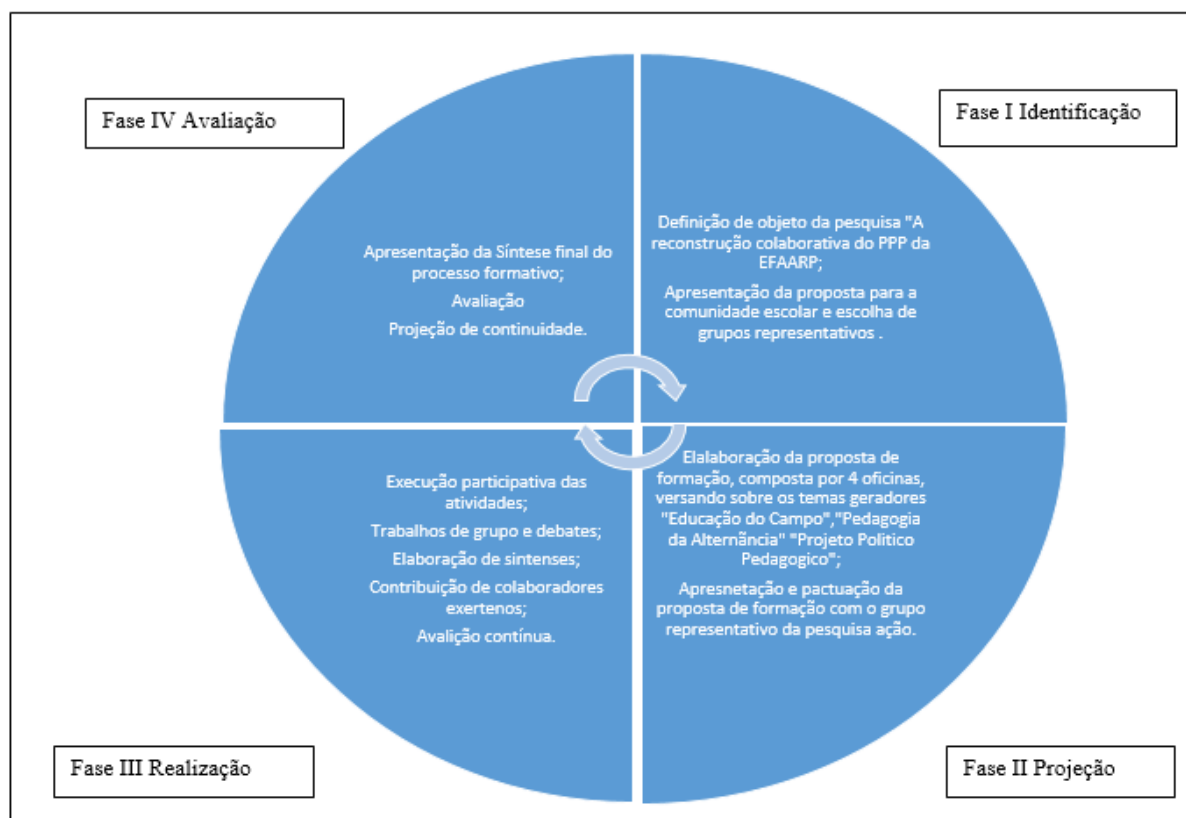 Fase IV Avaliação
Fase I Identificação
Apresentação da Síntese final do
processo formativo;
Avaliação
Projeção de continuidade.
Definição de objeto da pesquisa "A
reconstrução colaborativa do PPP da
EFAARP;
Apresentação da proposta para a
comunidade escolar e escolha de
grupos representativos .
Execução participativa das
atividades;
Trabalhos de grupo e debates;
Elaboração de sintenses;
Contribuição de colaboradores
exertenos;
Avalição contínua.
Elalaboração da proposta de
formação, composta por 4 oficinas,
versando sobre os temas geradores
"Educação do Campo","Pedagogia
da Alternãncia" "Projeto Politico
Pedagogico";
Apresnetação e pactuação da
proposta de formação com o grupo
representativo da pesquisa ação.
Fase III Realização
Fase II Projeção